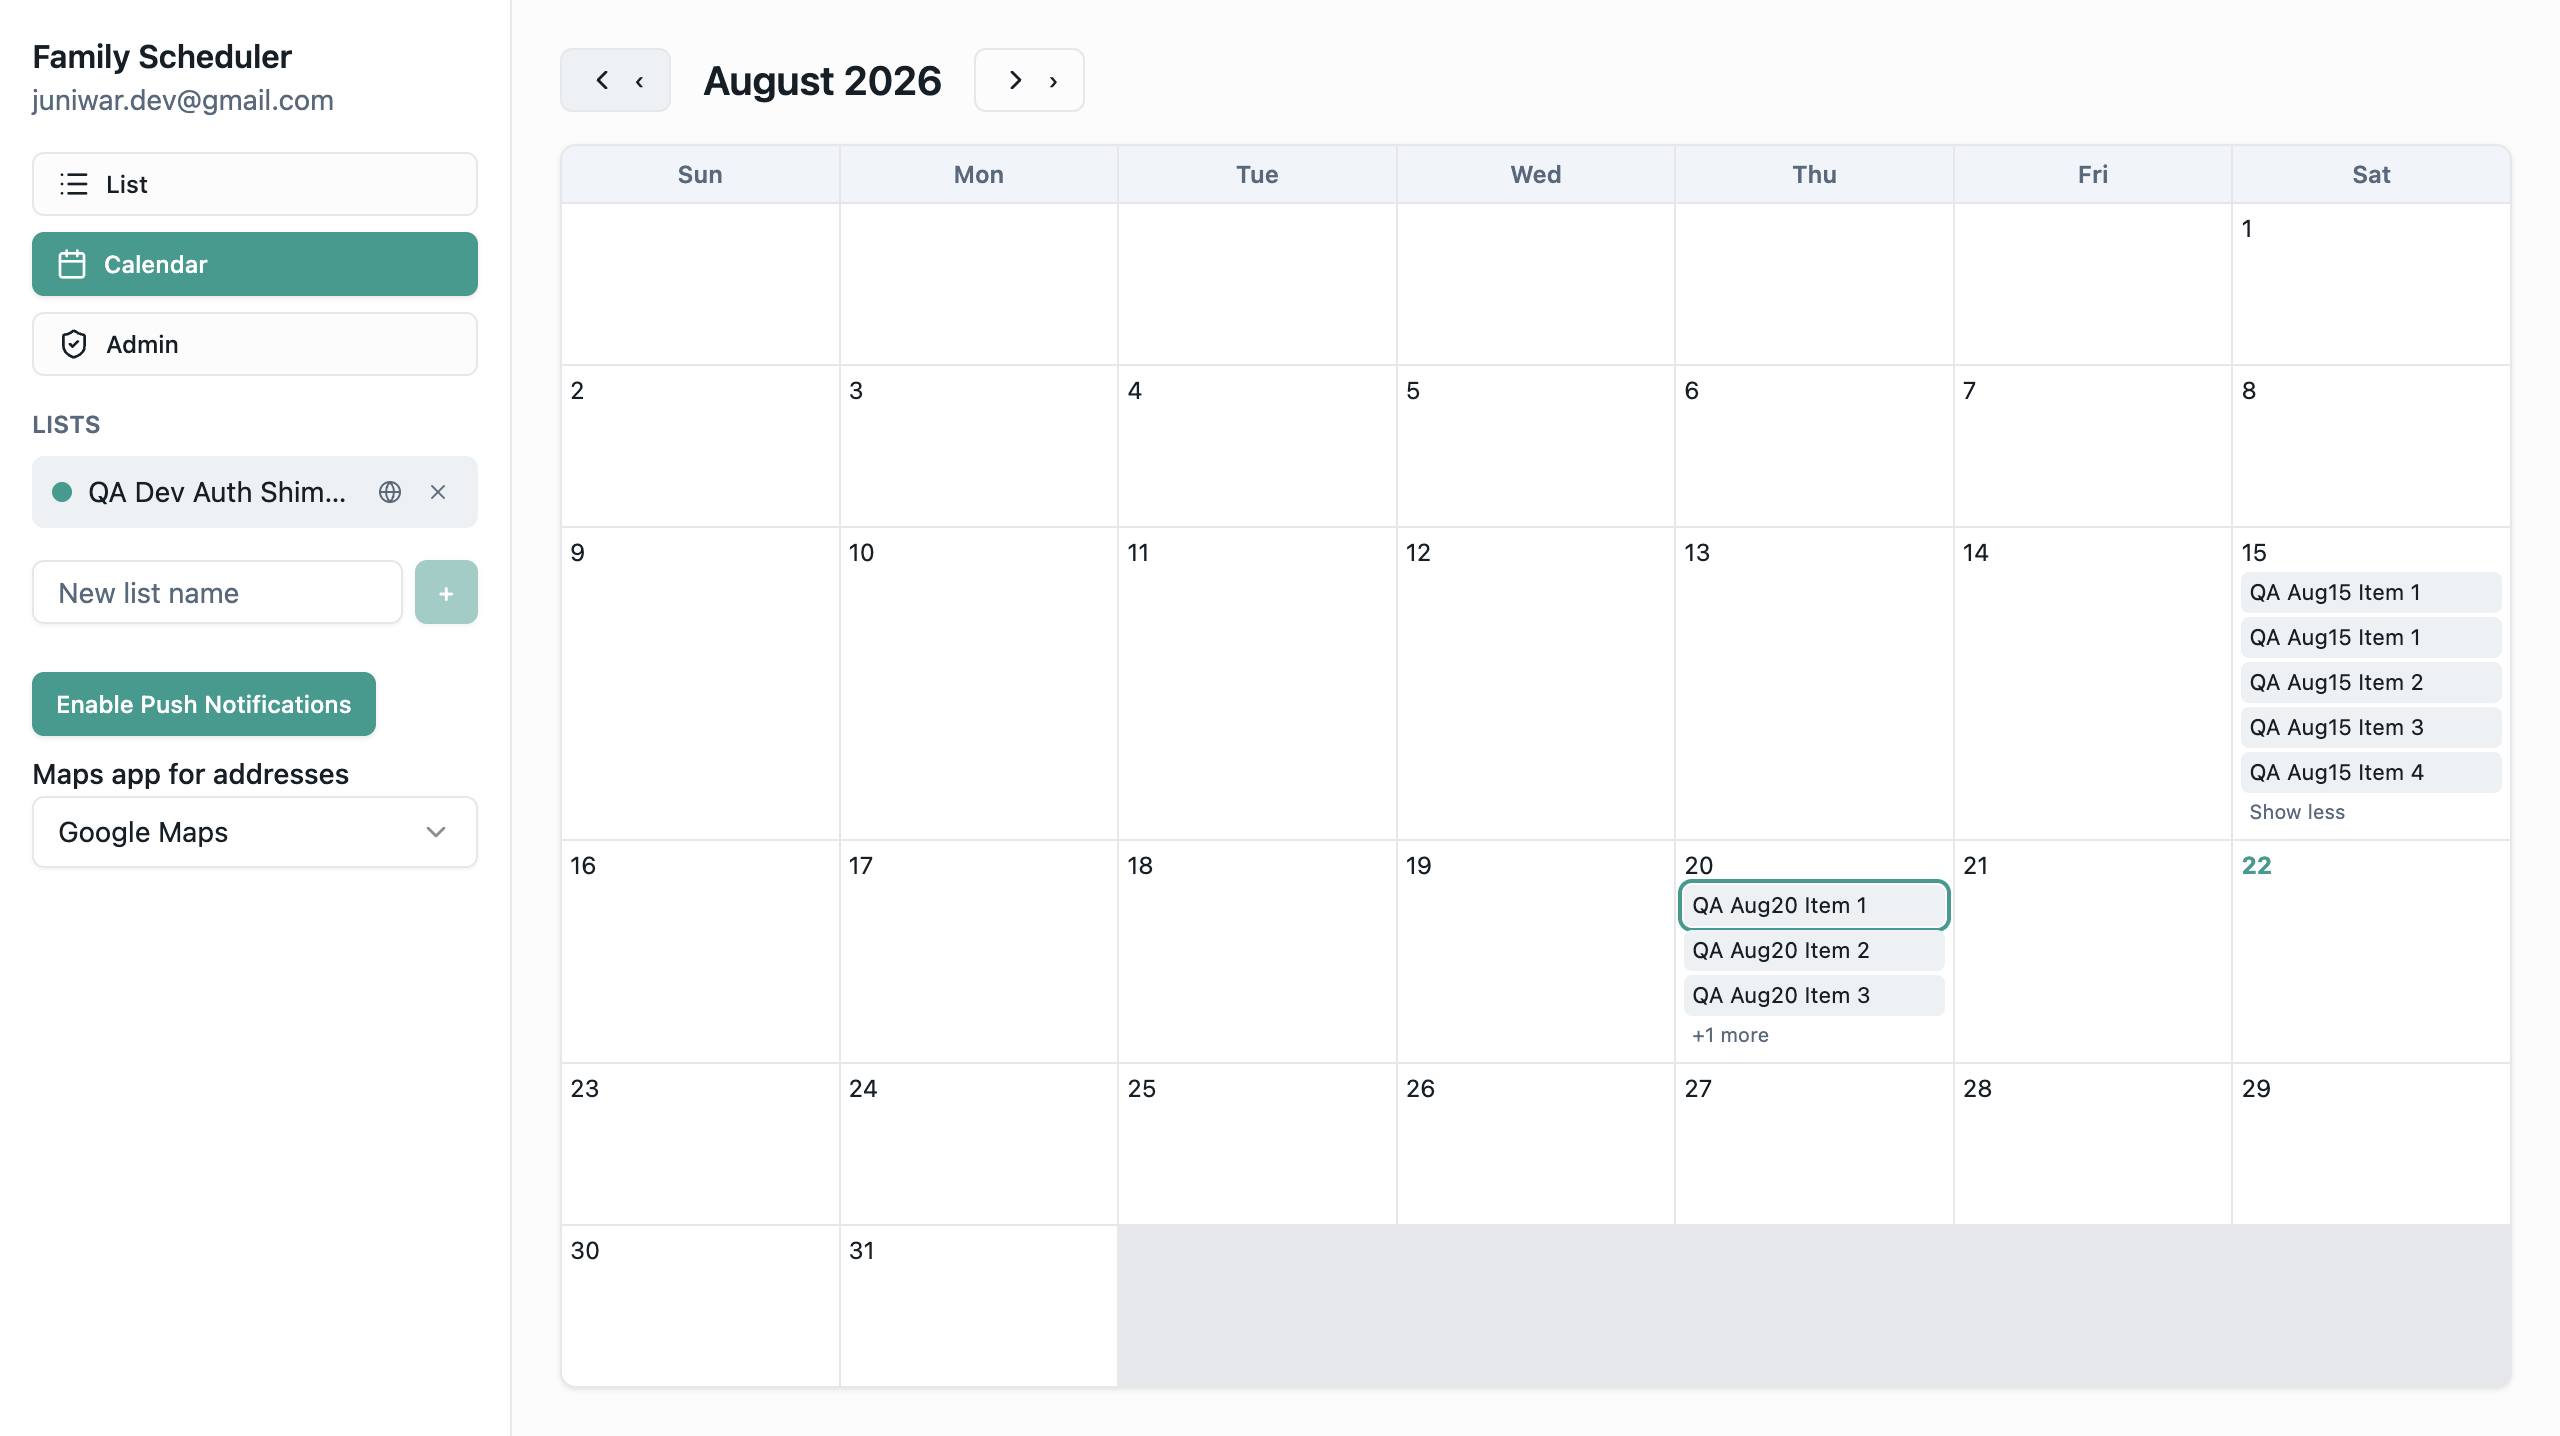 Family Scheduler
juniwar.dev@gmail.com
List
Calendar
Admin
LISTS
QA Dev Auth Shim...
New list name
+
Enable Push Notifications
Maps app for addresses
Google Maps
‹ August 2026 ›
Sun Mon Tue Wed Thu Fri Sat
1
2 3 4 5 6 7 8
9 10 11 12 13 14 15
QA Aug15 Item 1
QA Aug15 Item 1
QA Aug15 Item 2
QA Aug15 Item 3
QA Aug15 Item 4
Show less
16 17 18 19 20 21 22
QA Aug20 Item 1
QA Aug20 Item 2
QA Aug20 Item 3
+1 more
23 24 25 26 27 28 29
30 31